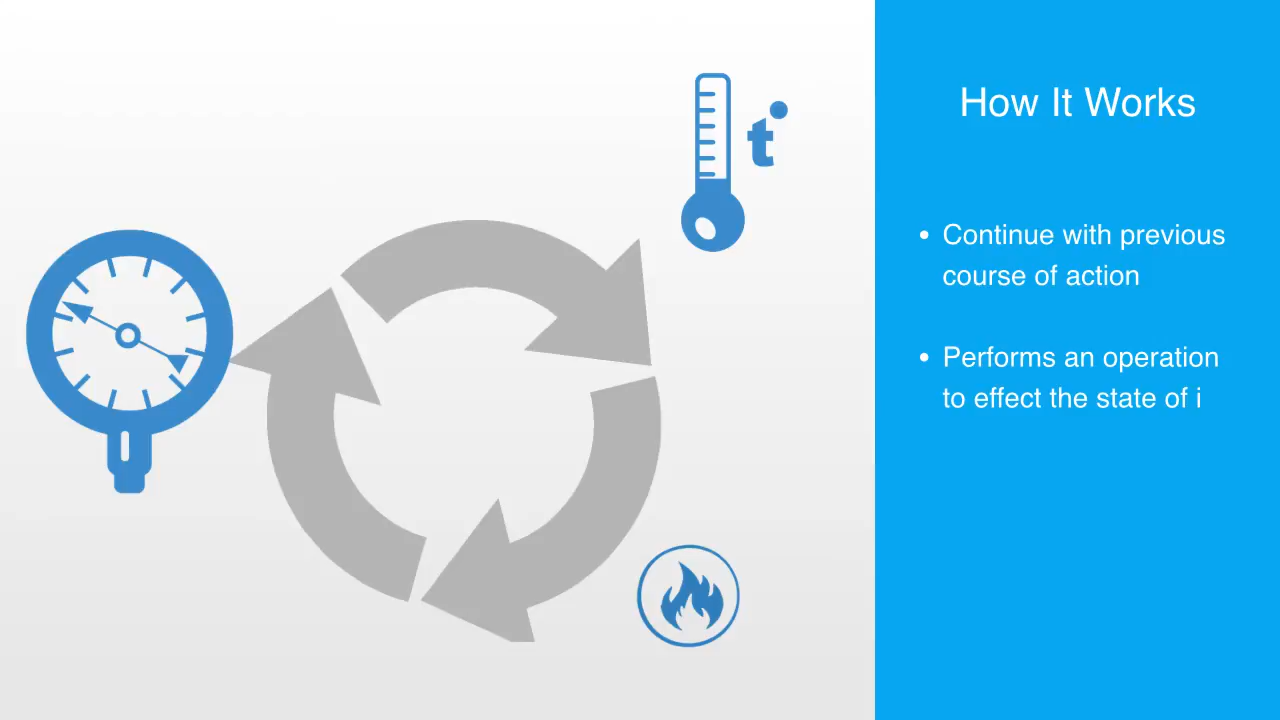 t°
How It Works
• Continue with previous
course of action
• Performs an operation
to effect the state of i